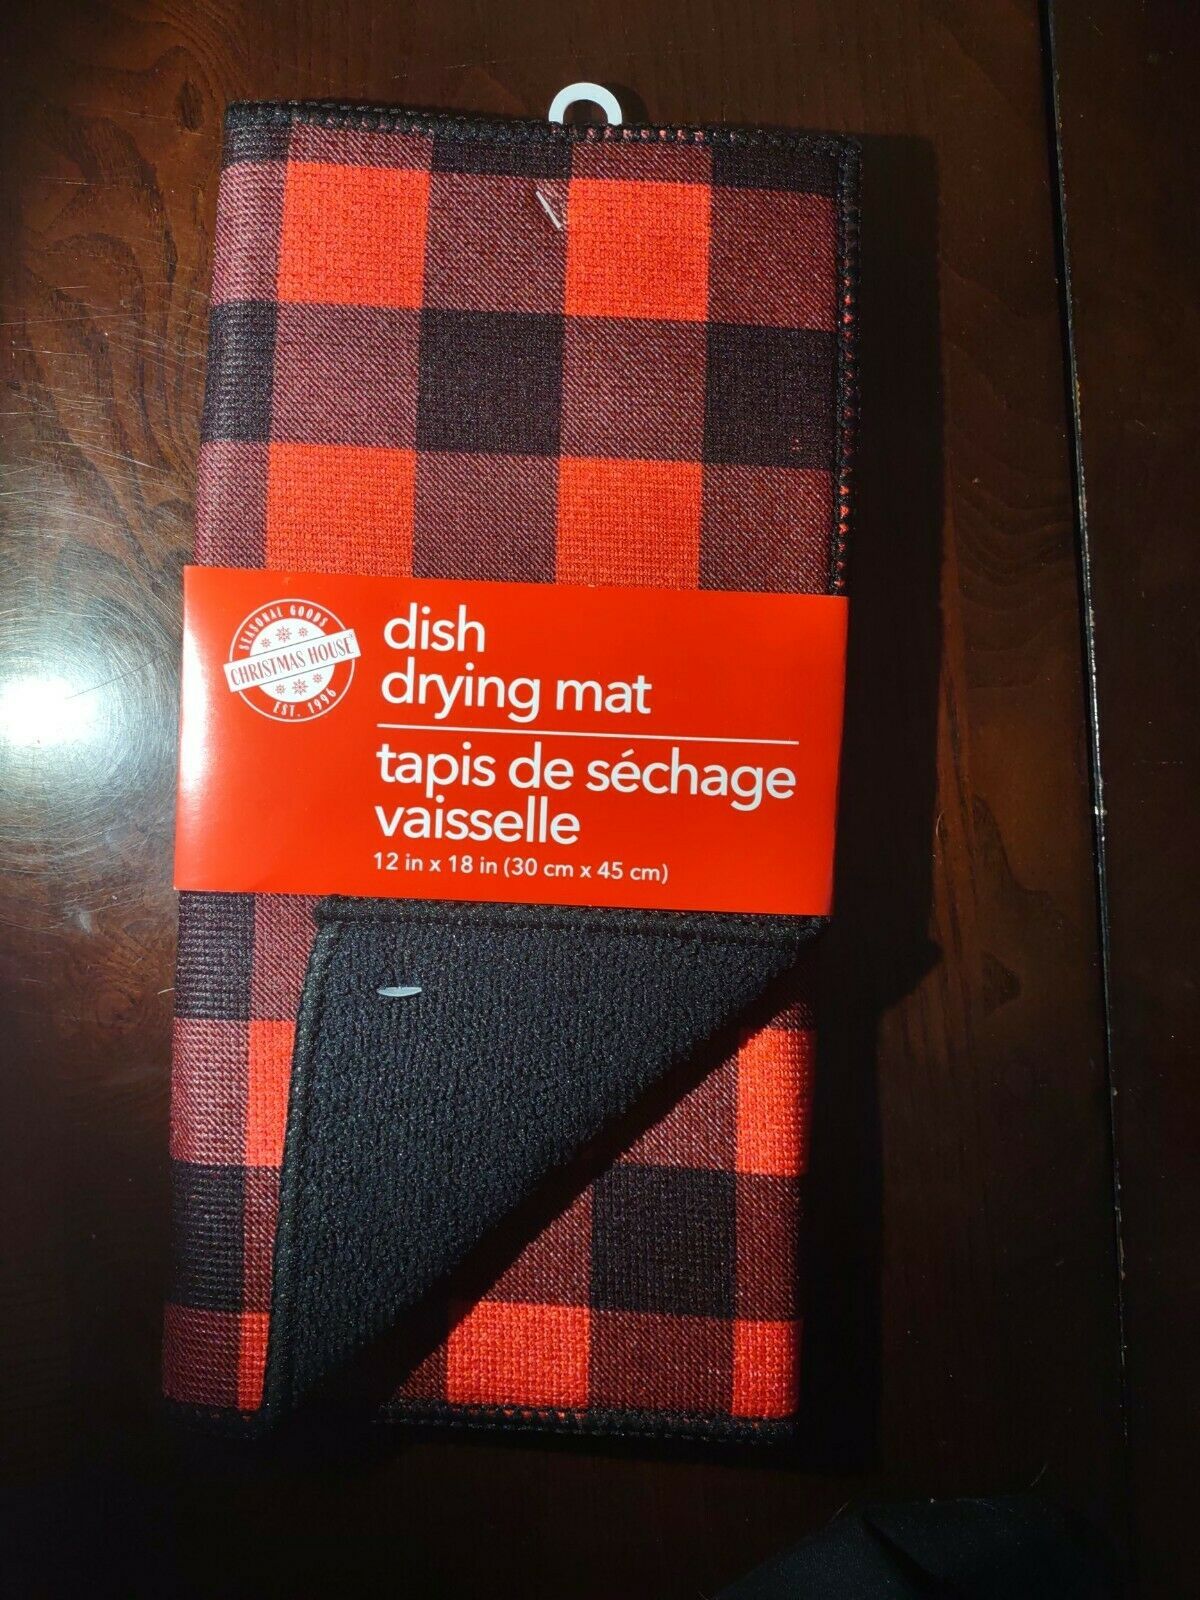 SEASONAL GOODS
CHRISTMAS HOUSE
EST. 1996
dish
drying mat
tapis de séchage
vaisselle
12 in x 18 in (30 cm x 45 cm)